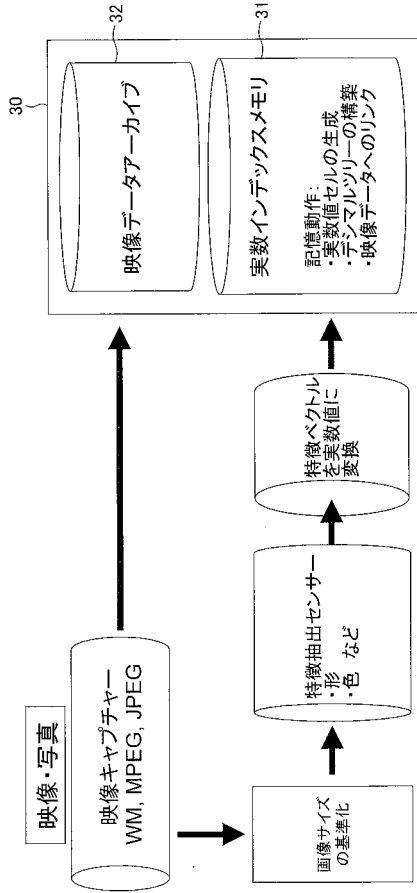 映像・写真
映像キャプチャー
WM, MPEG, JPEG
画像サイズ
の基準化
特徴抽出センサー
・形
・色 など
特徴ベクトル
を実数値に
変換
30
32
映像データアーカイブ
31
実数インデックスメモリ
記憶動作:
・実数値セルの生成
・デシマルツリーの構築
・映像データへのリンク